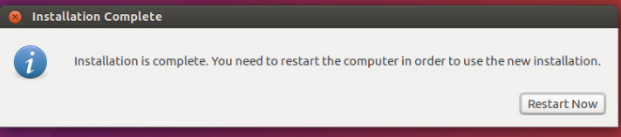 Installation Complete
Installation is complete. You need to restart the computer in order to use the new installation.
Restart Now